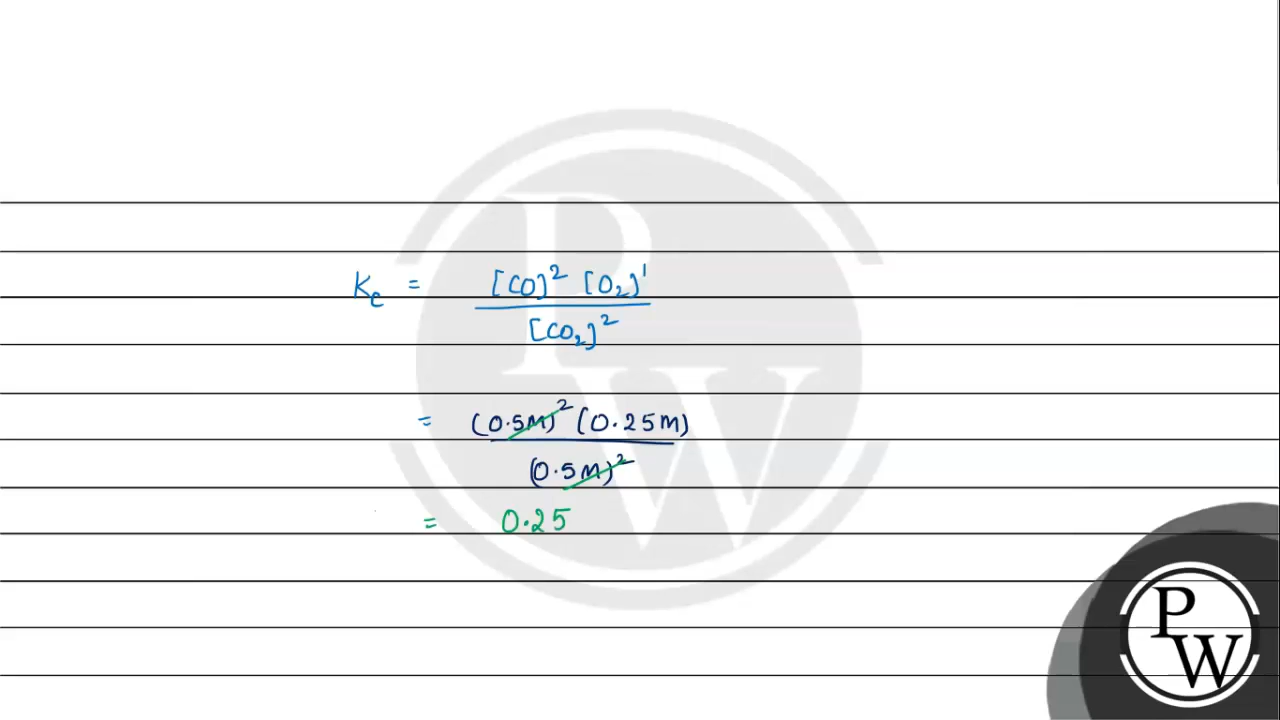 Kc = [CO]² [O₂]¹
[CO₂]²
= (0.5M)² (0.25M)
(0.5M)²
= 0.25
P
W
P
W